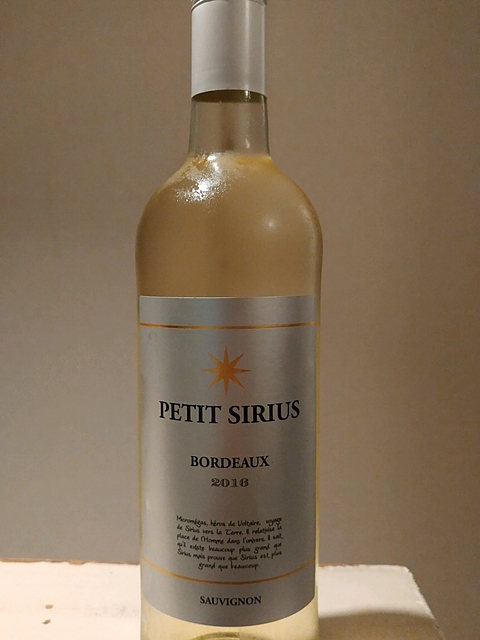 PETIT SIRIUS
BORDEAUX
2016
Micromégas, héros de Voltaire, voyage
de Sirius vers la Terre. Il relativise la
place de l'Homme dans l'univers. Il sait
qu'il existe beaucoup plus grand que
Sirius mais prouve que Sirius est plus
grand que beaucoup.
SAUVIGNON